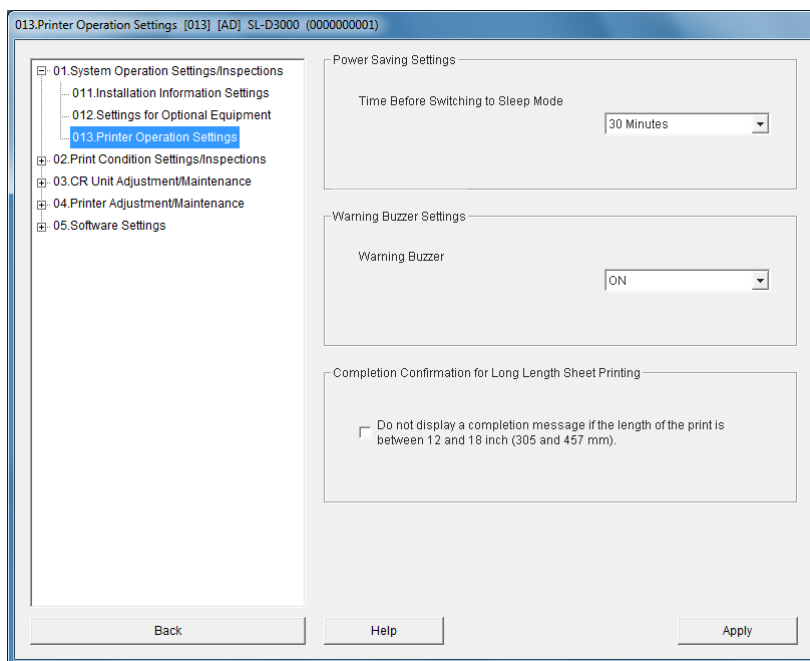 013.Printer Operation Settings [013] [AD] SL-D3000 (0000000001)
01.System Operation Settings/Inspections
011.Installation Information Settings
012.Settings for Optional Equipment
013.Printer Operation Settings
02.Print Condition Settings/Inspections
03.CR Unit Adjustment/Maintenance
04.Printer Adjustment/Maintenance
05.Software Settings
Power Saving Settings
Time Before Switching to Sleep Mode
30 Minutes
Warning Buzzer Settings
Warning Buzzer
ON
Completion Confirmation for Long Length Sheet Printing
Do not display a completion message if the length of the print is
between 12 and 18 inch (305 and 457 mm).
Back
Help
Apply